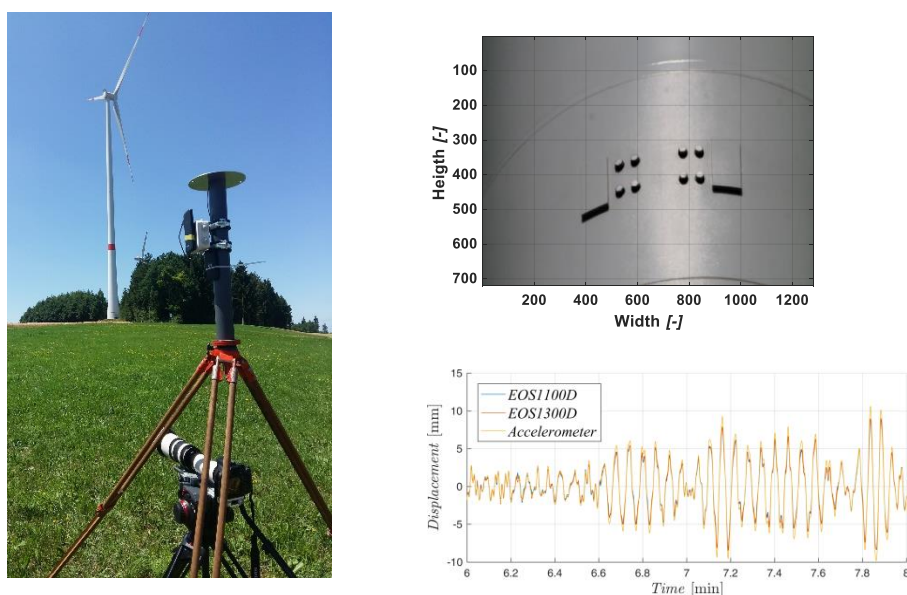 100
200
300
400
500
600
700
Heigth [-]
200 400 600 800 1000 1200
Width [-]
EOS1100D
EOS1300D
Accelerometer
15
10
5
0
-5
-10
Displacement [mm]
6 6.2 6.4 6.6 6.8 7 7.2 7.4 7.6 7.8 8
Time [min]